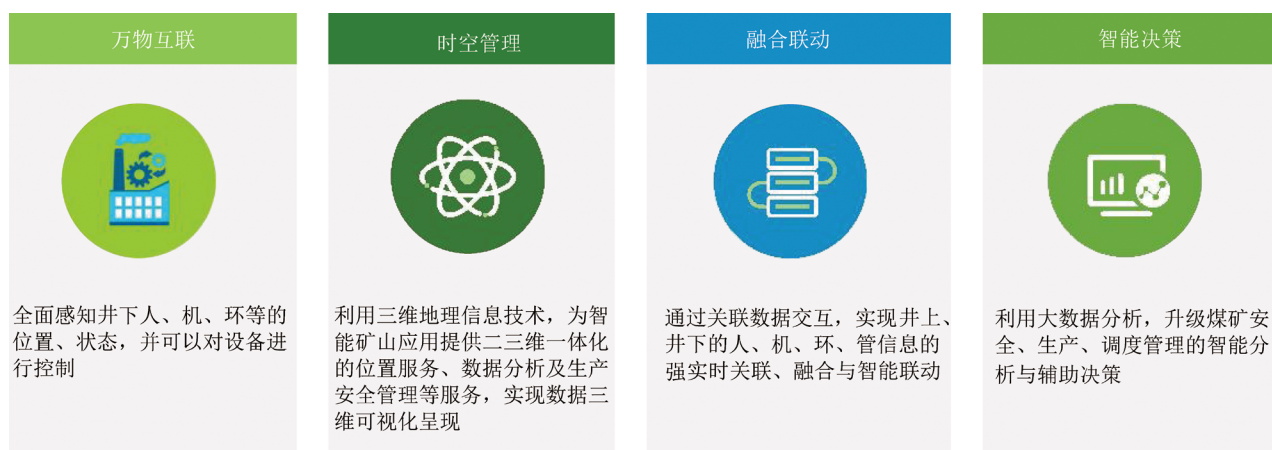 万物互联
全面感知井下人、机、环等的
位置、状态，并可以对设备进
行控制
时空管理
利用三维地理信息技术，为智
能矿山应用提供二三维一体化
的位置服务、数据分析及生产
安全管理等服务，实现数据三
维可视化呈现
融合联动
通过关联数据交互，实现井上、
井下的人、机、环、管信息的
强实时关联、融合与智能联动
智能决策
利用大数据分析，升级煤矿安
全、生产、调度管理的智能分
析与辅助决策